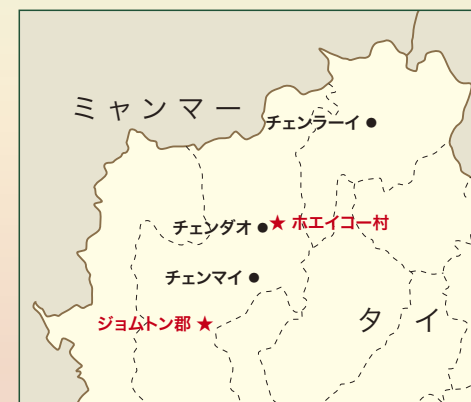 ミャンマー
チェンラーイ
チェンダオ
ホエイコー村
チェンマイ
ジョムトン郡
タイ